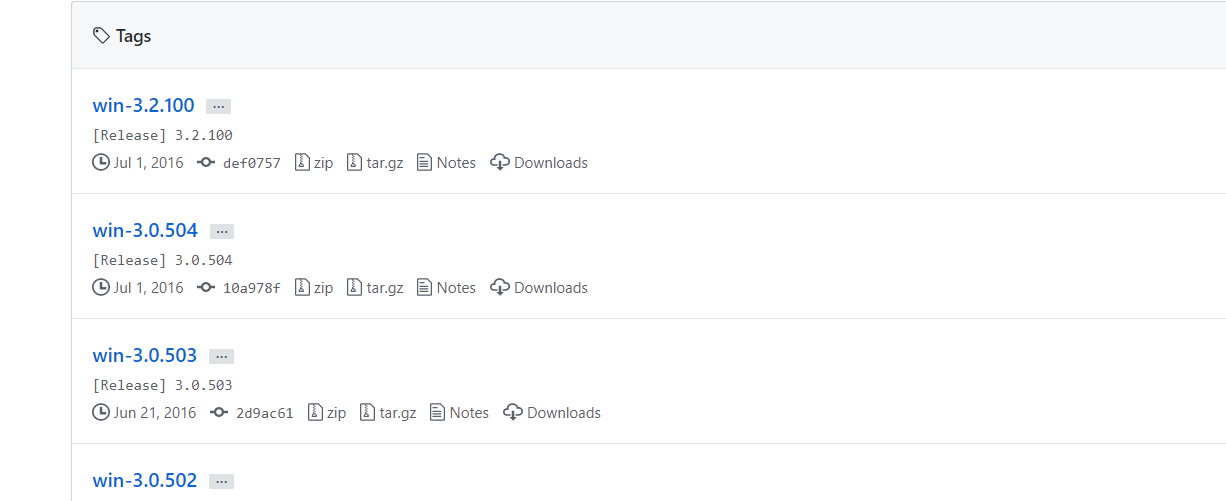 Tags
win-3.2.100 ...
[Release] 3.2.100
Jul 1, 2016 def0757 zip tar.gz Notes Downloads
win-3.0.504 ...
[Release] 3.0.504
Jul 1, 2016 10a978f zip tar.gz Notes Downloads
win-3.0.503 ...
[Release] 3.0.503
Jun 21, 2016 2d9ac61 zip tar.gz Notes Downloads
win-3.0.502 ...